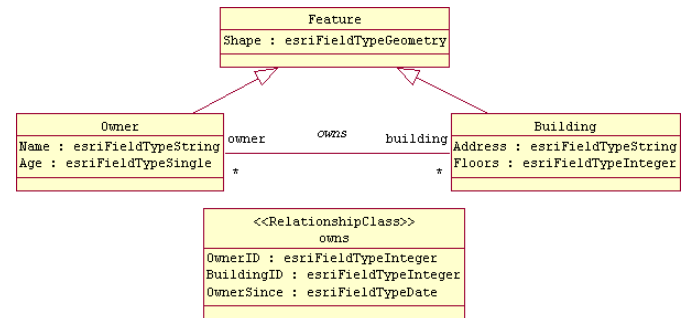 Feature
Shape : esriFieldTypeGeometry
Owner
Name : esriFieldTypeString
Age : esriFieldTypeSingle
owner
owns
building
*
*
Building
Address : esriFieldTypeString
Floors : esriFieldTypeInteger
<<RelationshipClass>>
owns
OwnerID : esriFieldTypeInteger
BuildingID : esriFieldTypeInteger
OwnerSince : esriFieldTypeDate